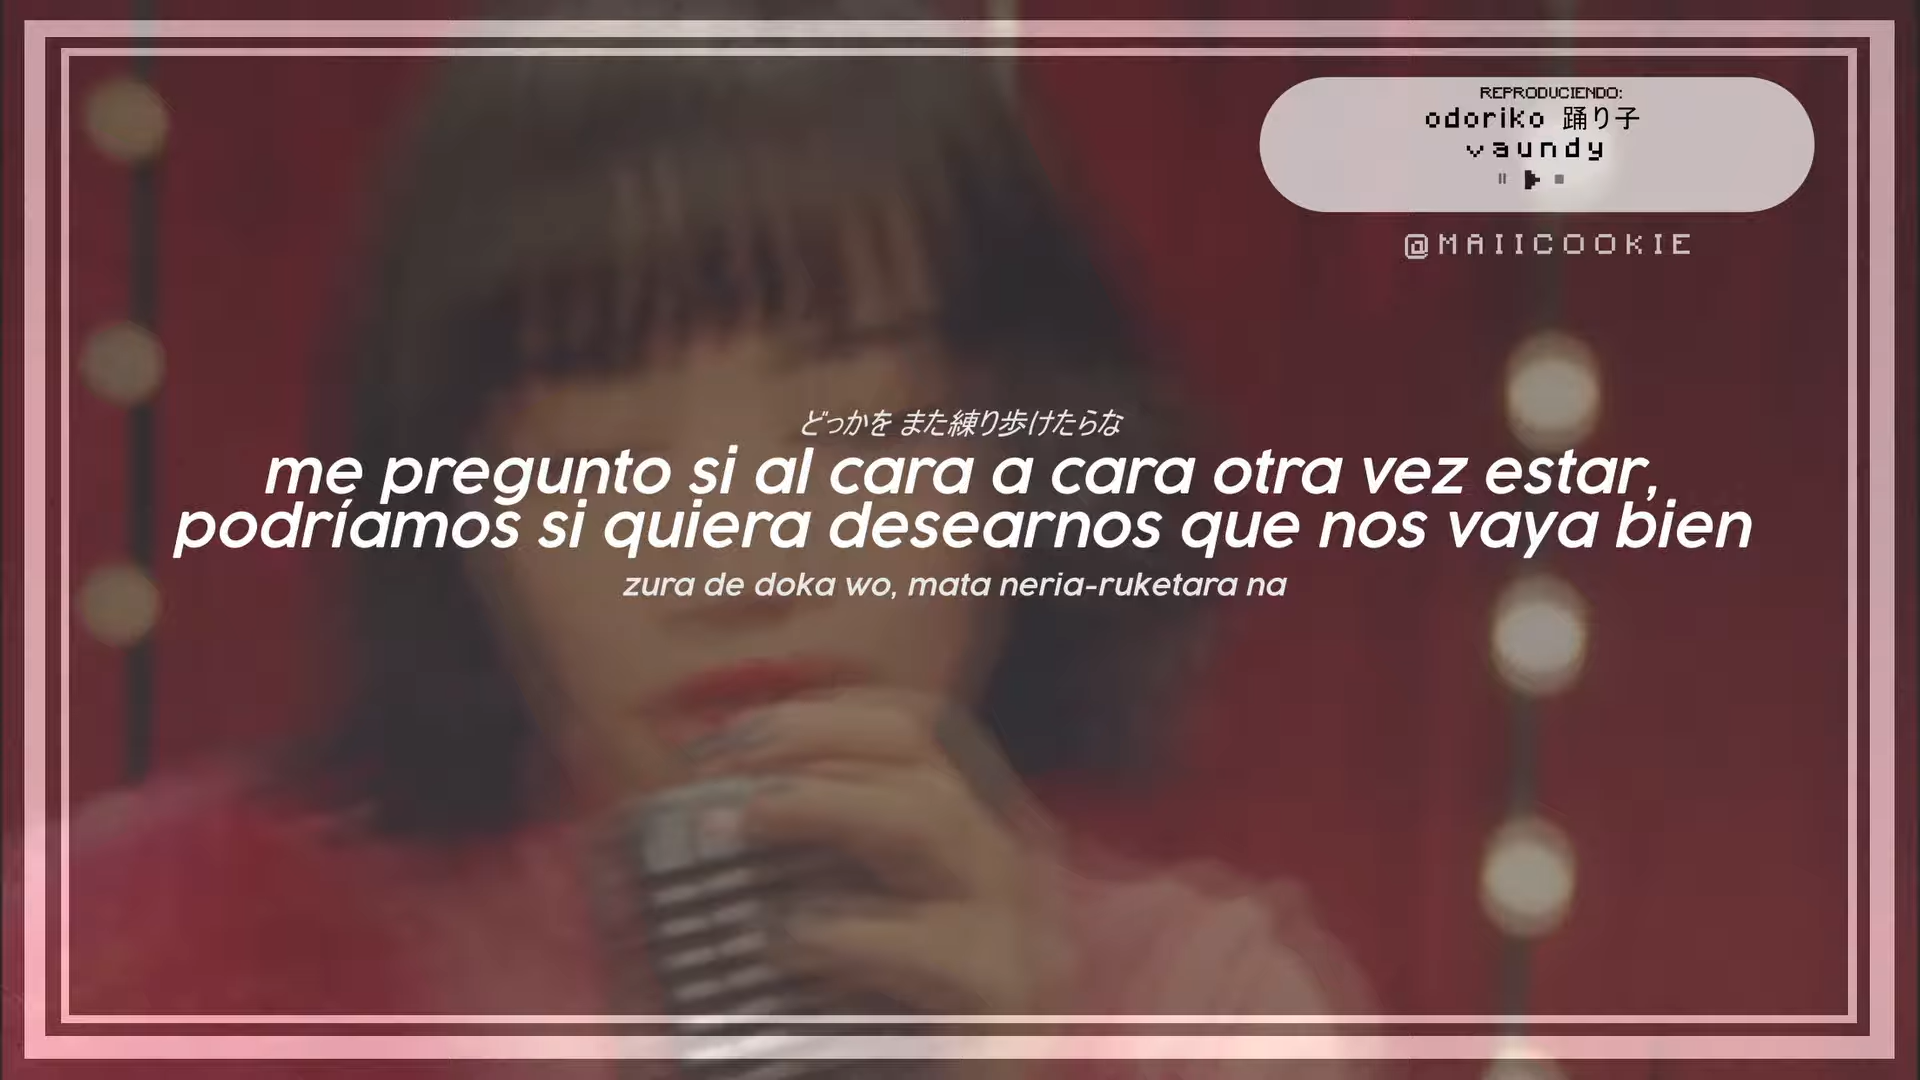 REPRODUCIENDO:
odoriko 踊り子
vaundy
@MAIICOOKIE
どっかを また練り歩けたらな
me pregunto si al cara a cara otra vez estar,
podríamos si quiera desearnos que nos vaya bien
zura de doka wo, mata neria-ruketara na